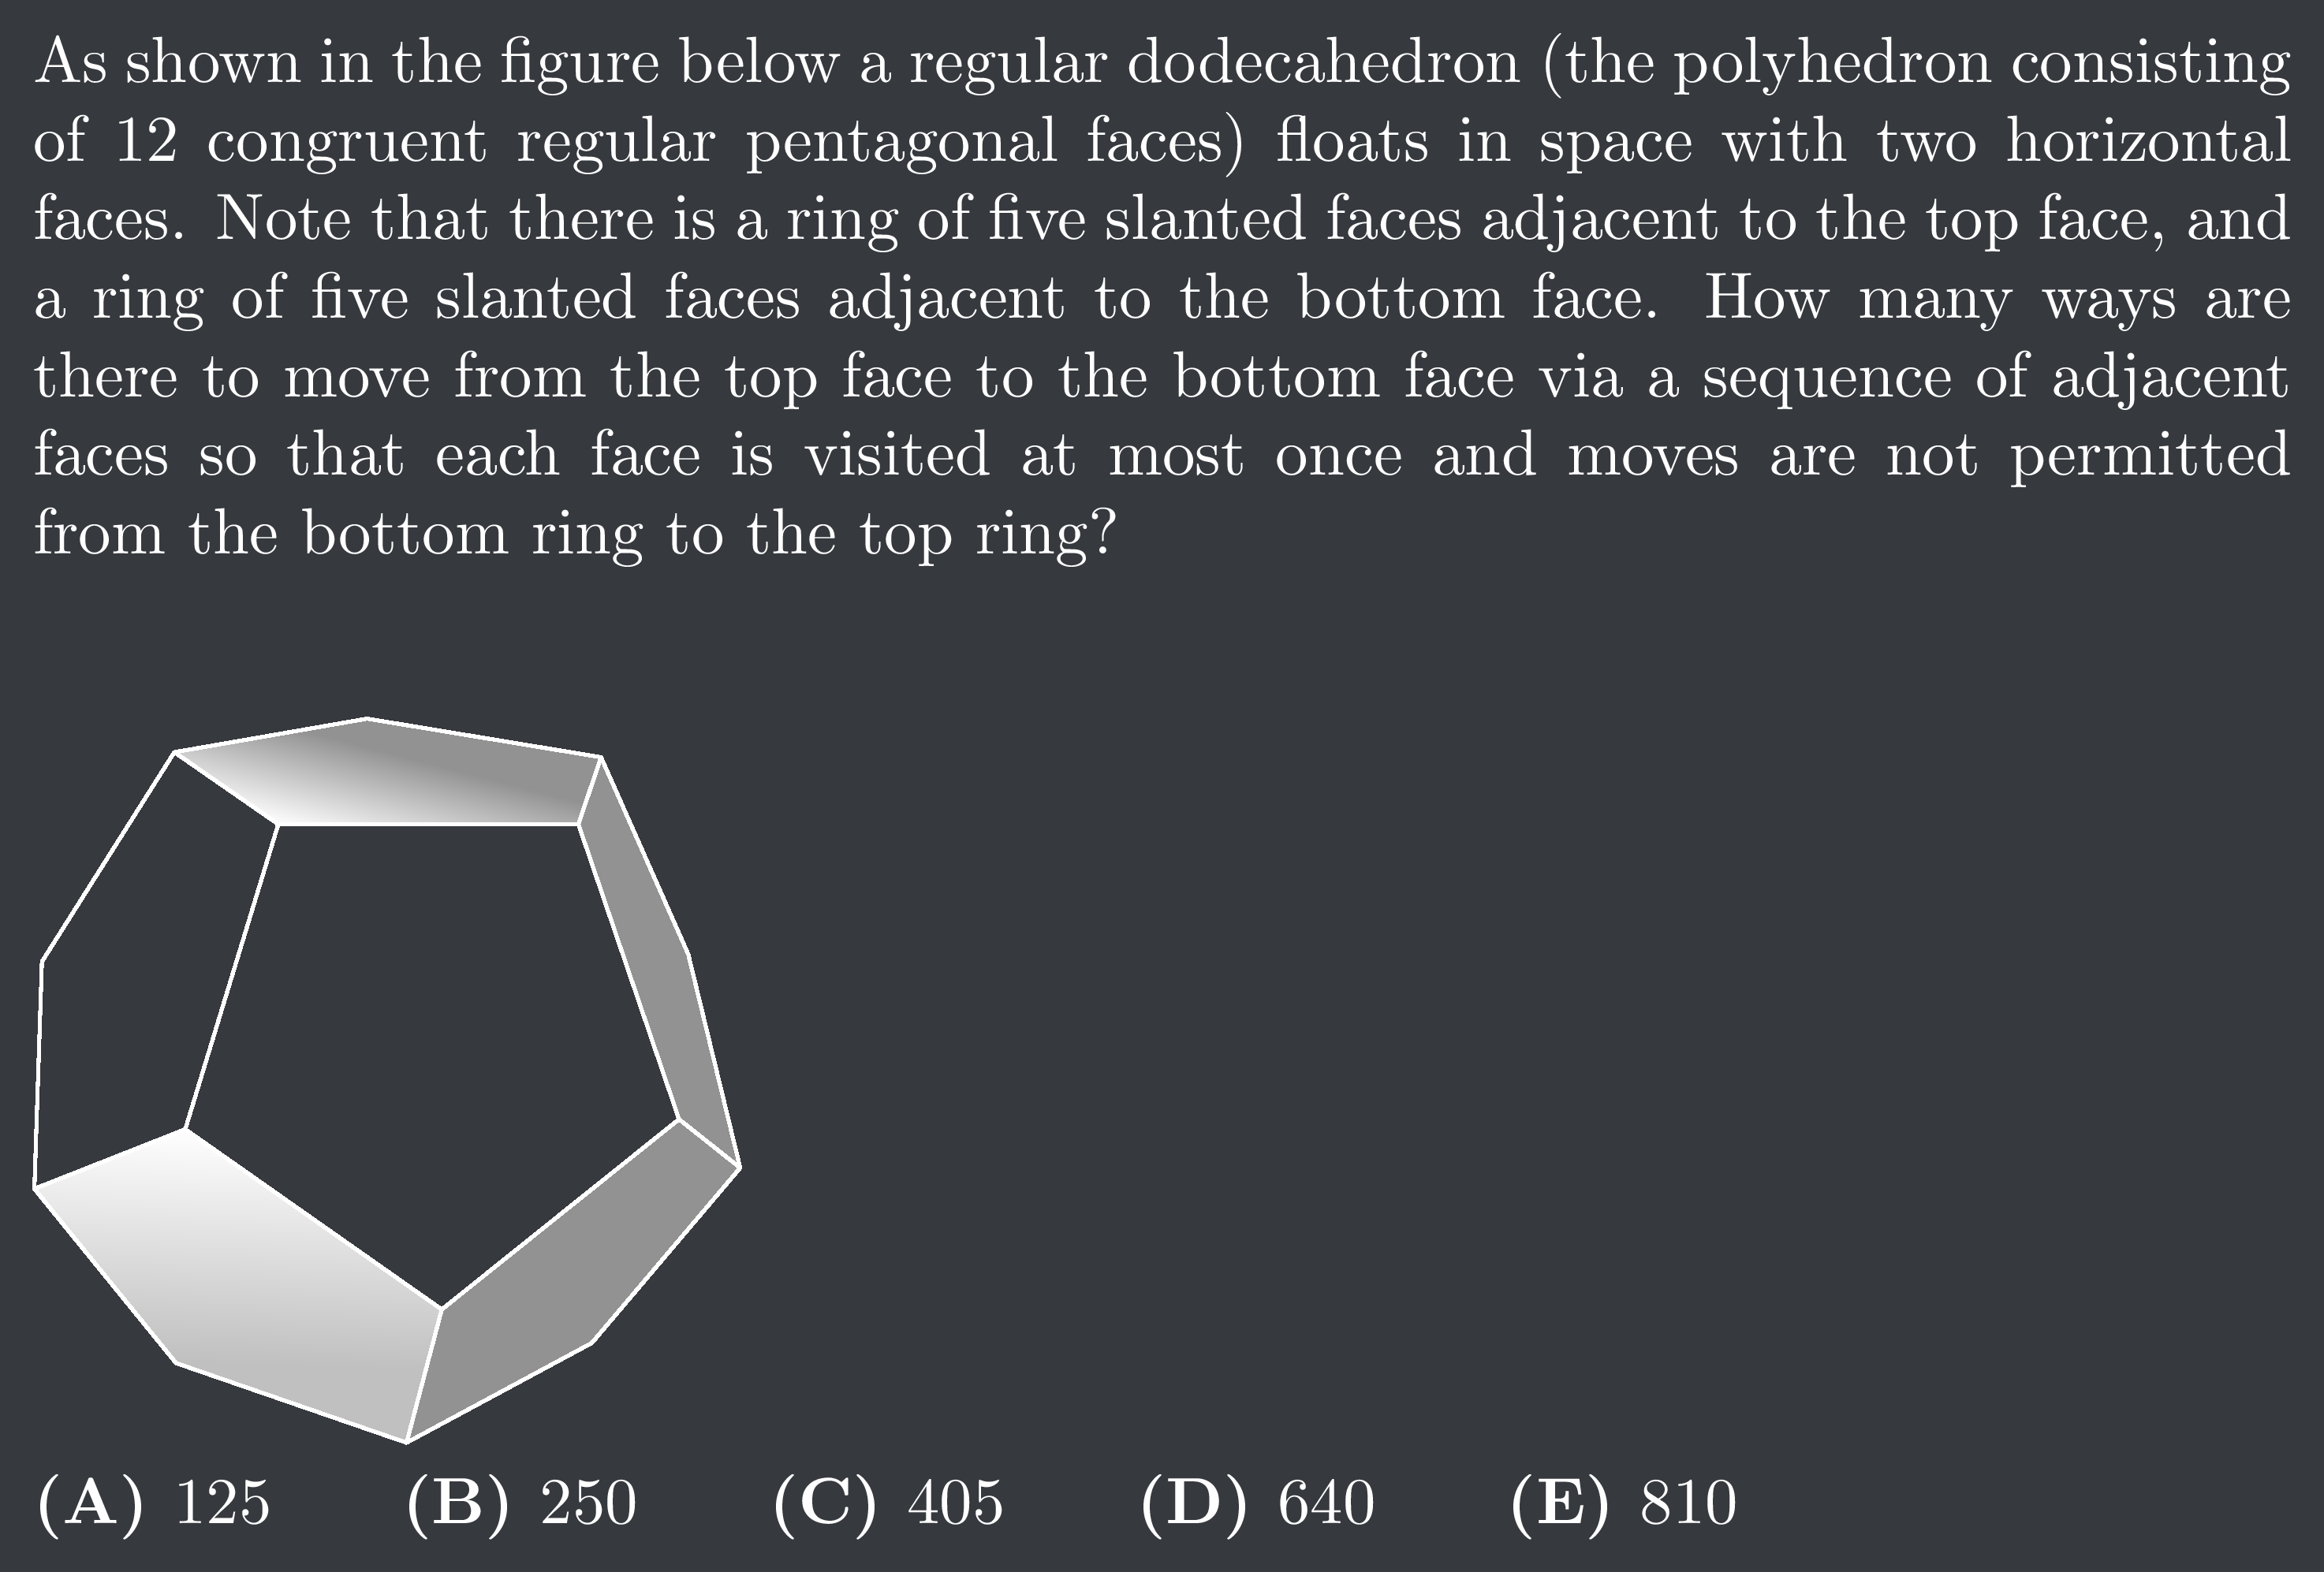 As shown in the figure below a regular dodecahedron (the polyhedron consisting
of 12 congruent regular pentagonal faces) floats in space with two horizontal
faces. Note that there is a ring of five slanted faces adjacent to the top face, and
a ring of five slanted faces adjacent to the bottom face. How many ways are
there to move from the top face to the bottom face via a sequence of adjacent
faces so that each face is visited at most once and moves are not permitted
from the bottom ring to the top ring?
(A) 125 (B) 250 (C) 405 (D) 640 (E) 810